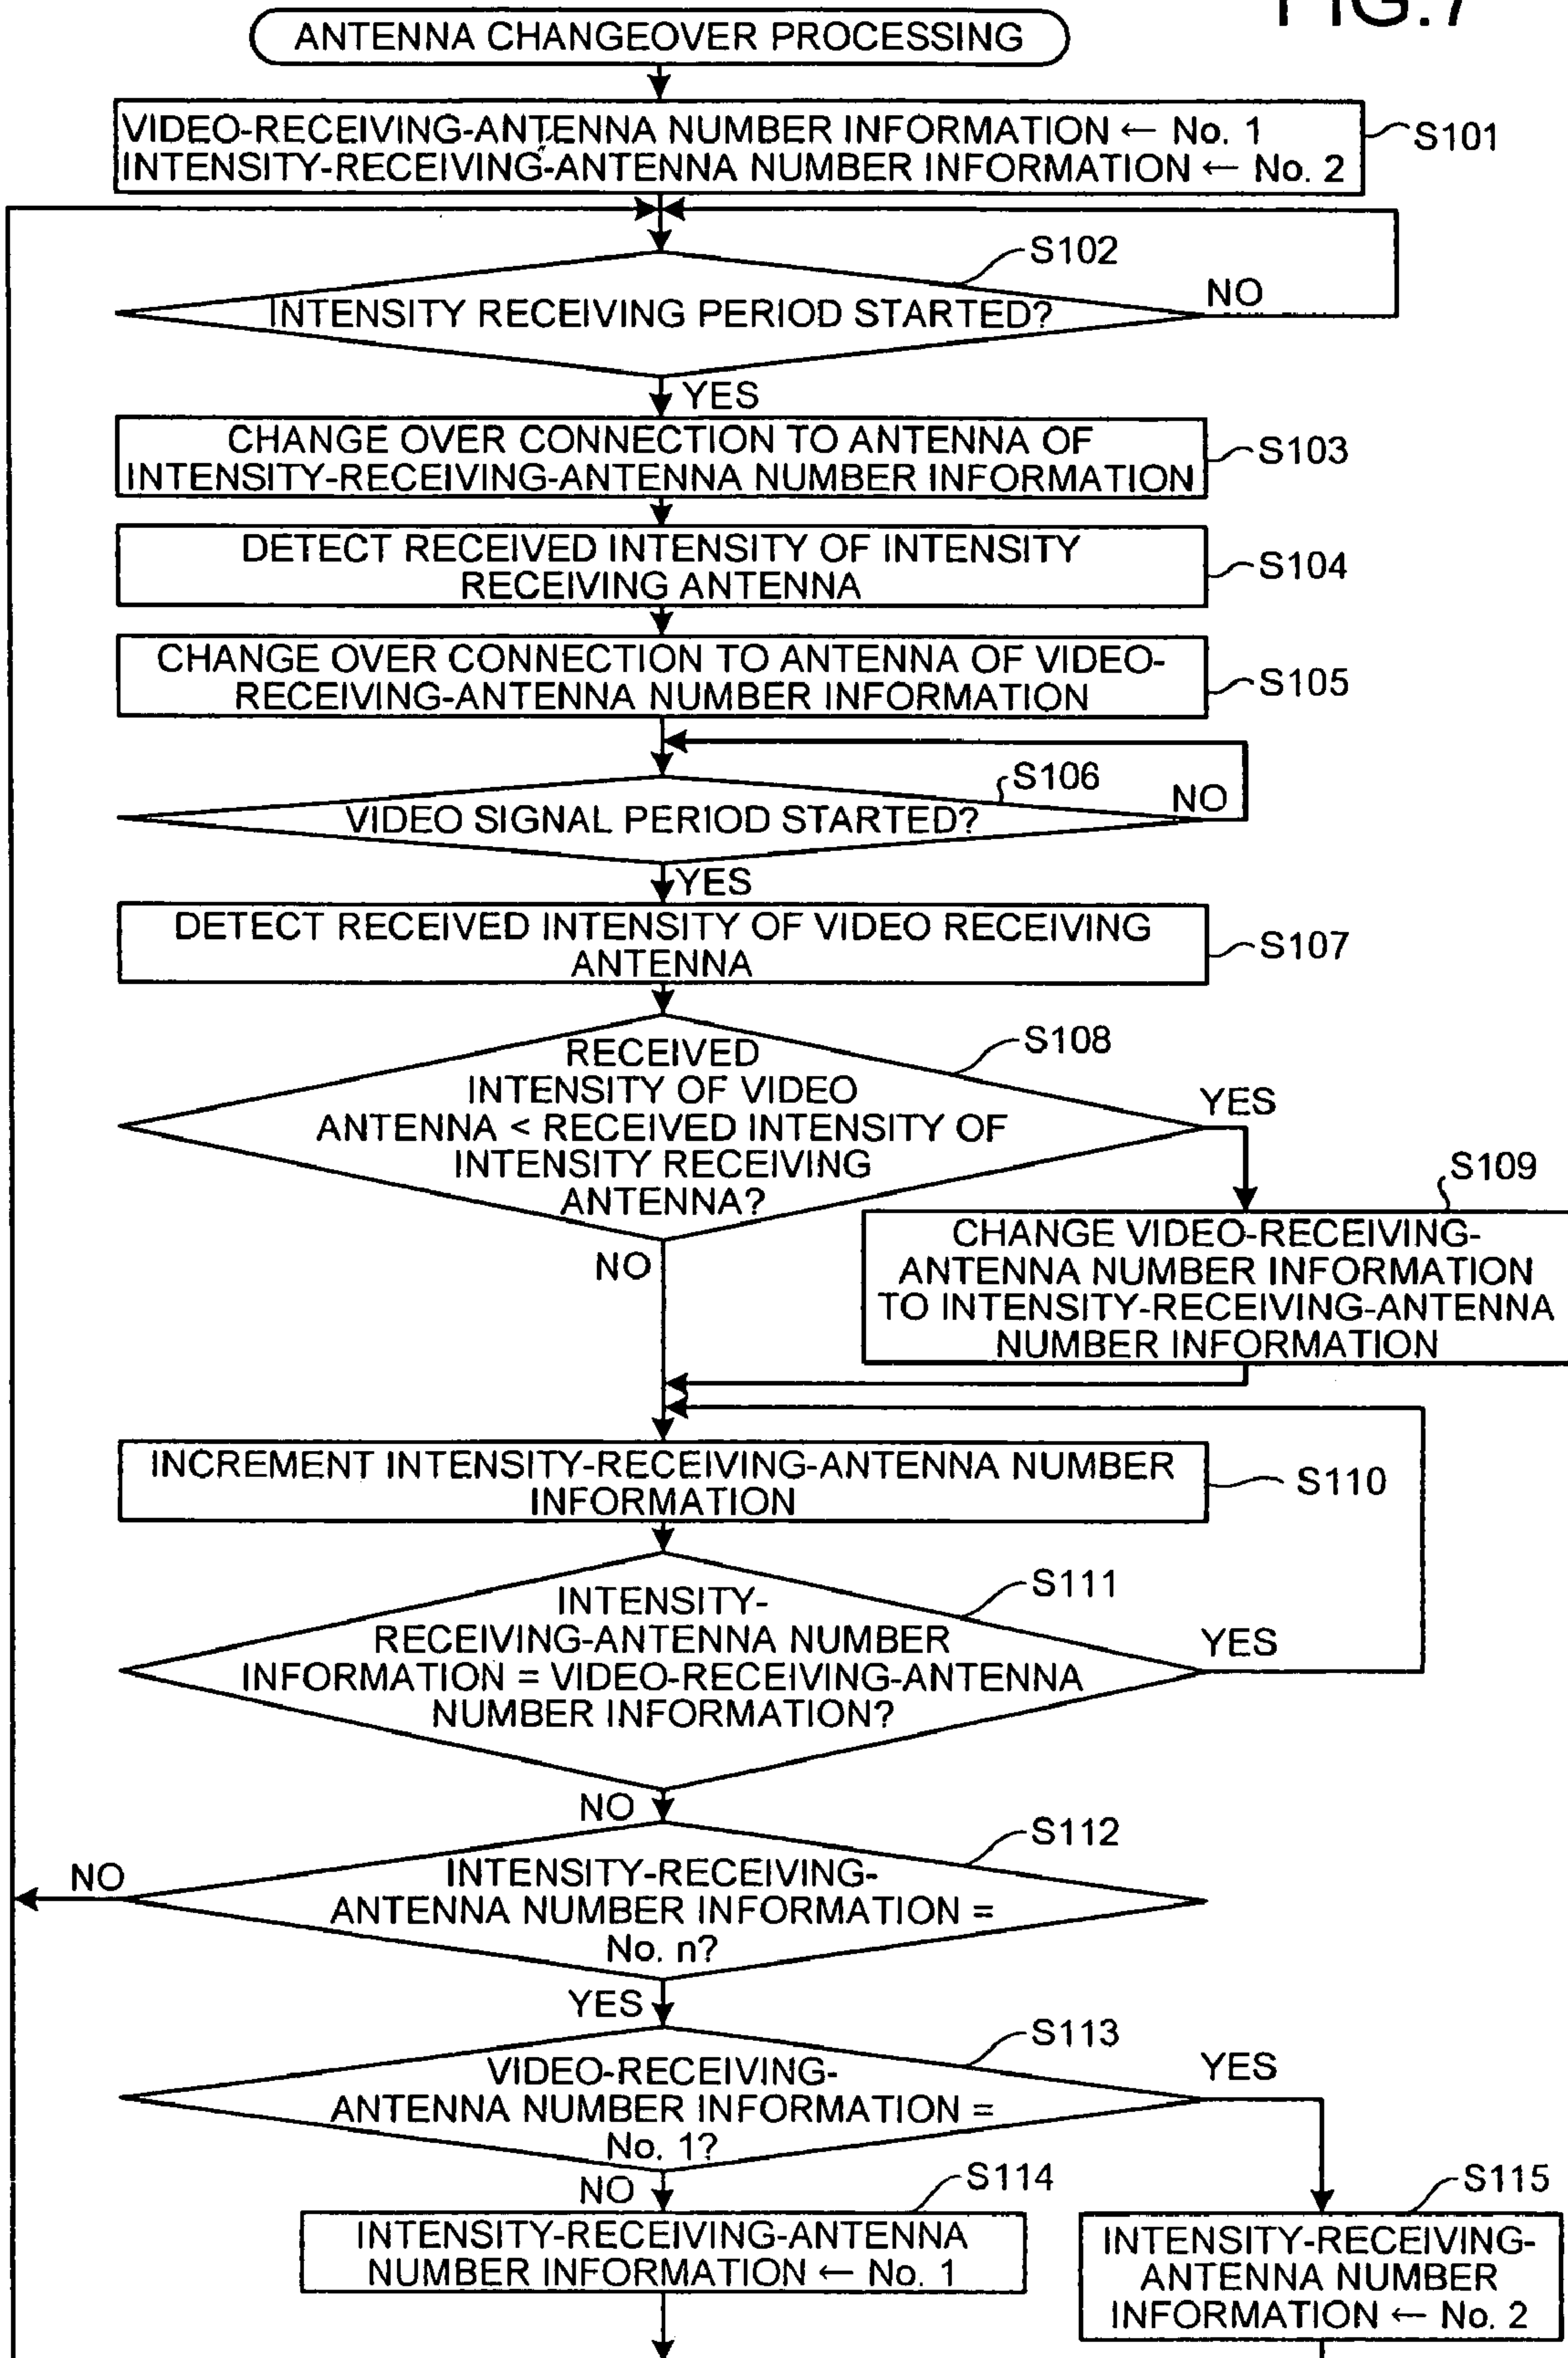 FIG.7
ANTENNA CHANGEOVER PROCESSING
VIDEO-RECEIVING-ANTENNA NUMBER INFORMATION ← No. 1
INTENSITY-RECEIVING-ANTENNA NUMBER INFORMATION ← No. 2
S101
S102
INTENSITY RECEIVING PERIOD STARTED?
NO
YES
CHANGE OVER CONNECTION TO ANTENNA OF
INTENSITY-RECEIVING-ANTENNA NUMBER INFORMATION
S103
DETECT RECEIVED INTENSITY OF INTENSITY
RECEIVING ANTENNA
S104
CHANGE OVER CONNECTION TO ANTENNA OF VIDEO-
RECEIVING-ANTENNA NUMBER INFORMATION
S105
S106
VIDEO SIGNAL PERIOD STARTED?
NO
YES
DETECT RECEIVED INTENSITY OF VIDEO RECEIVING
ANTENNA
S107
S108
RECEIVED
INTENSITY OF VIDEO
ANTENNA < RECEIVED INTENSITY OF
INTENSITY RECEIVING
ANTENNA?
YES
NO
S109
CHANGE VIDEO-RECEIVING-
ANTENNA NUMBER INFORMATION
TO INTENSITY-RECEIVING-ANTENNA
NUMBER INFORMATION
INCREMENT INTENSITY-RECEIVING-ANTENNA NUMBER
INFORMATION
S110
S111
INTENSITY-
RECEIVING-ANTENNA NUMBER
INFORMATION = VIDEO-RECEIVING-ANTENNA
NUMBER INFORMATION?
YES
NO
S112
INTENSITY-RECEIVING-
ANTENNA NUMBER INFORMATION =
No. n?
NO
YES
S113
VIDEO-RECEIVING-
ANTENNA NUMBER INFORMATION =
No. 1?
YES
NO
S114
INTENSITY-RECEIVING-ANTENNA
NUMBER INFORMATION ← No. 1
S115
INTENSITY-RECEIVING-
ANTENNA NUMBER
INFORMATION ← No. 2